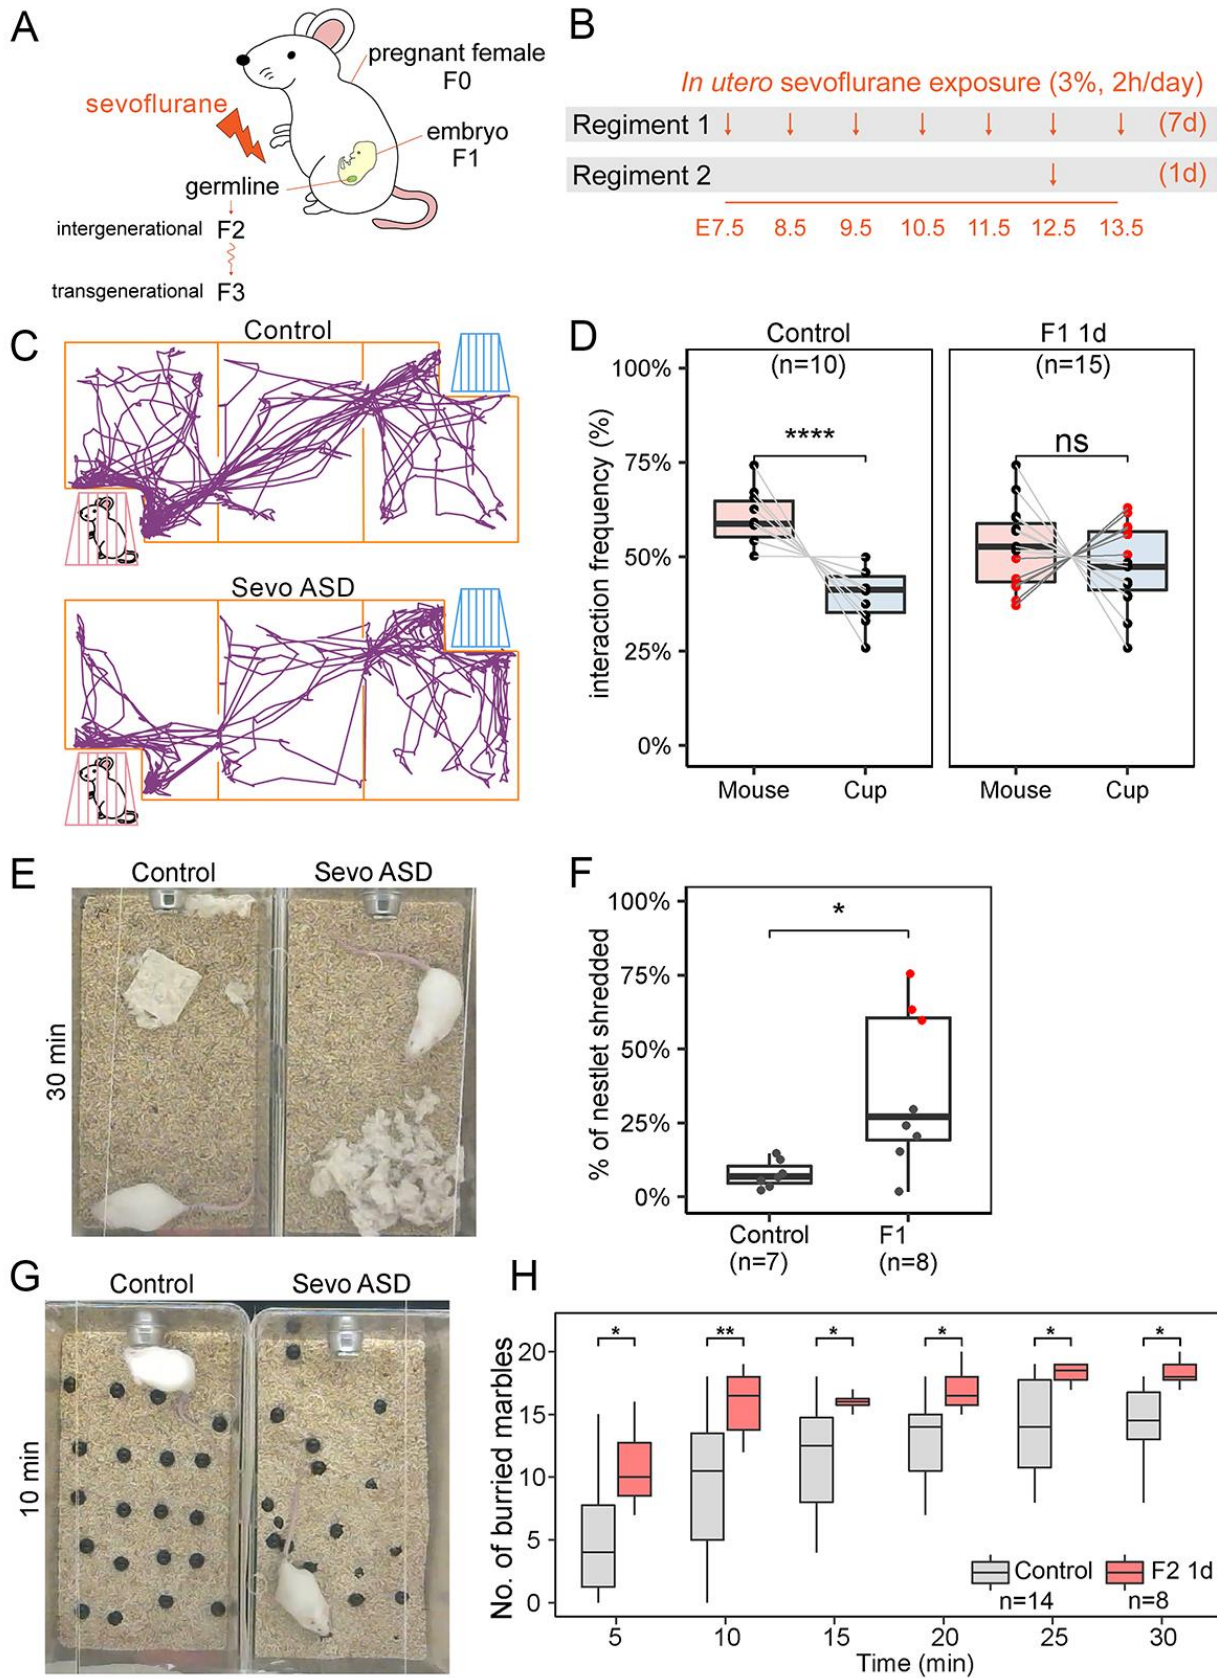 A
pregnant female
F0
sevoflurane
embryo
F1
germline
intergenerational F2
transgenerational F3
B
In utero sevoflurane exposure (3%, 2h/day)
Regiment 1 (7d)
Regiment 2 (1d)
E7.5 8.5 9.5 10.5 11.5 12.5 13.5
C
Control
Sevo ASD
D
Control
(n=10)
F1 1d
(n=15)
interaction frequency (%)
100%
75%
50%
25%
0%
****
ns
Mouse Cup Mouse Cup
E
Control Sevo ASD
30 min
F
% of nestlet shredded
100%
75%
50%
25%
0%
*
Control
(n=7)
F1
(n=8)
G
Control Sevo ASD
10 min
H
No. of burried marbles
20
15
10
5
0
* ** * * * *
Control
n=14
F2 1d
n=8
5 10 15 20 25 30
Time (min)